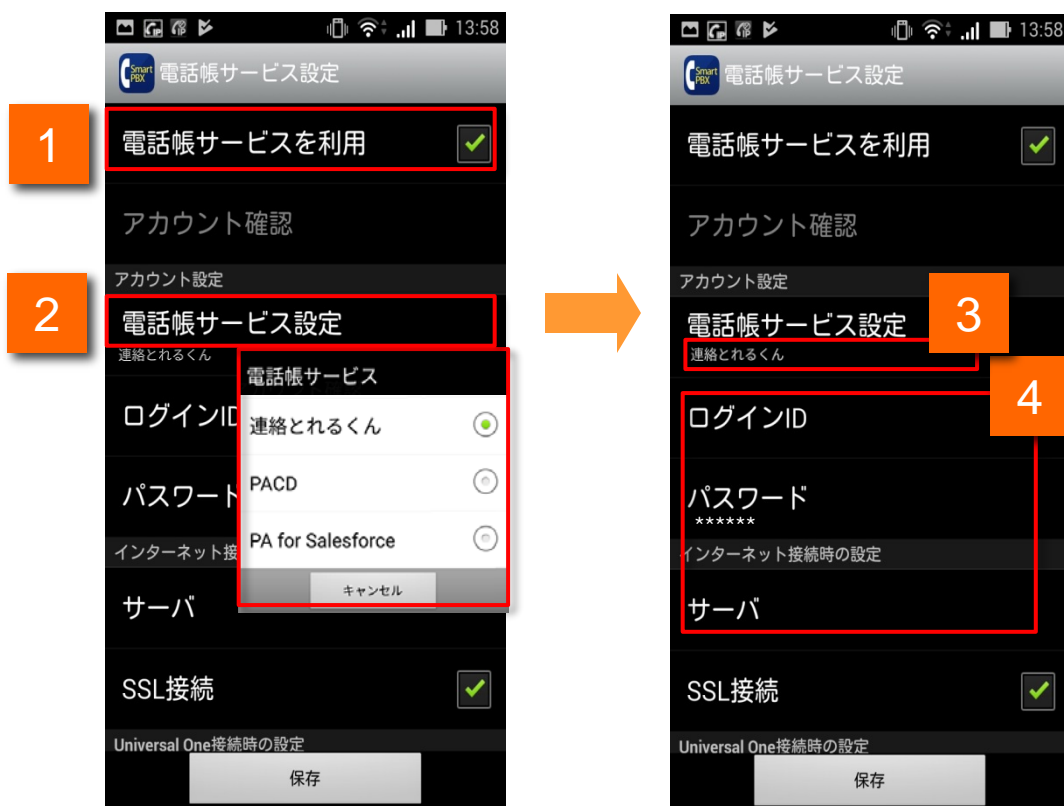 13:58
Smart
PBX
電話帳サービス設定
1
電話帳サービスを利用
アカウント確認
アカウント設定
2
電話帳サービス設定
連絡とれるくん
電話帳サービス
連絡とれるくん
PACD
PA for Salesforce
キャンセル
ログインID
パスワード
インターネット接
サーバ
SSL接続
Universal One接続時の設定
保存
13:58
Smart
PBX
電話帳サービス設定
電話帳サービスを利用
アカウント確認
アカウント設定
電話帳サービス設定
3
連絡とれるくん
4
ログインID
パスワード
******
インターネット接続時の設定
サーバ
SSL接続
Universal One接続時の設定
保存